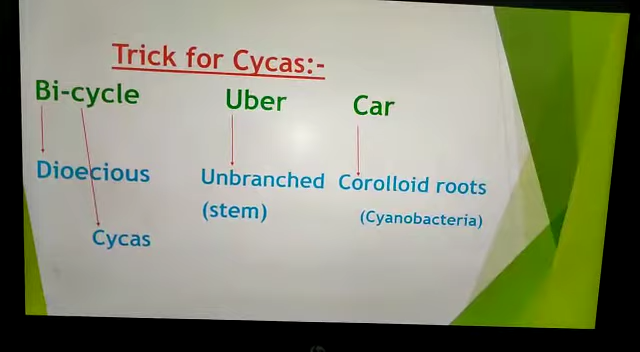 Trick for Cycas:-
Bi-cycle Uber Car
Dioecious Unbranched Corolloid roots
(stem) (Cyanobacteria)
Cycas